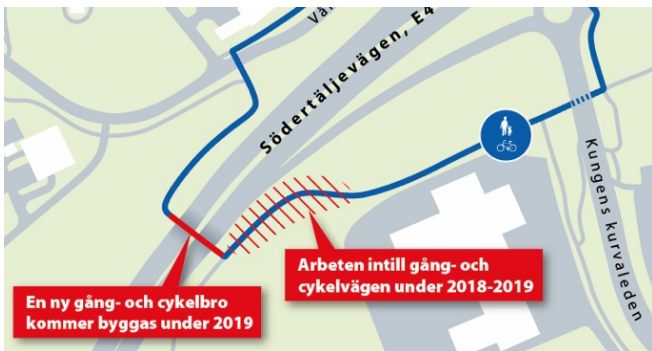 Södertäljevägen, E4
Kungens kurvaleden
Arbeten intill gång- och
cykelvägen under 2018-2019
En ny gång- och cykelbro
kommer byggas under 2019